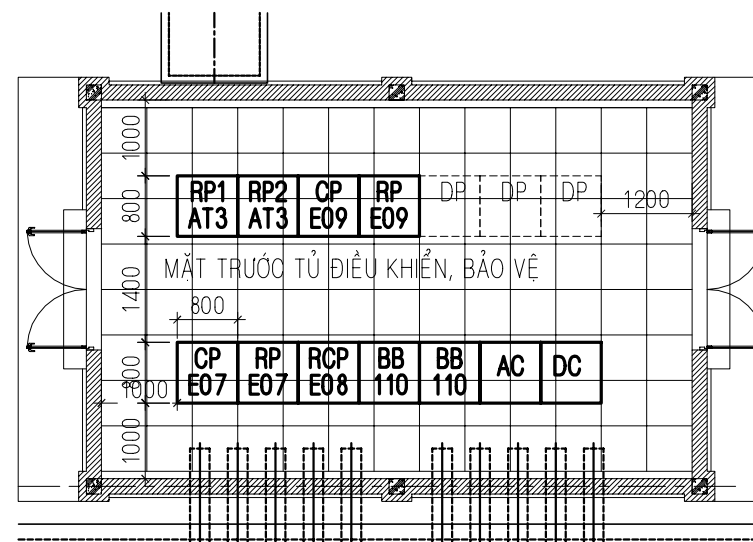 1000
RP1 AT3
RP2 AT3
CP E09
RP E09
DP
DP
DP
800
1200
MẶT TRƯỚC TỦ ĐIỀU KHIỂN, BẢO VỆ
1400
800
CP E07
RP E07
RCP E08
BB 110
BB 110
AC
DC
800
1000
1000